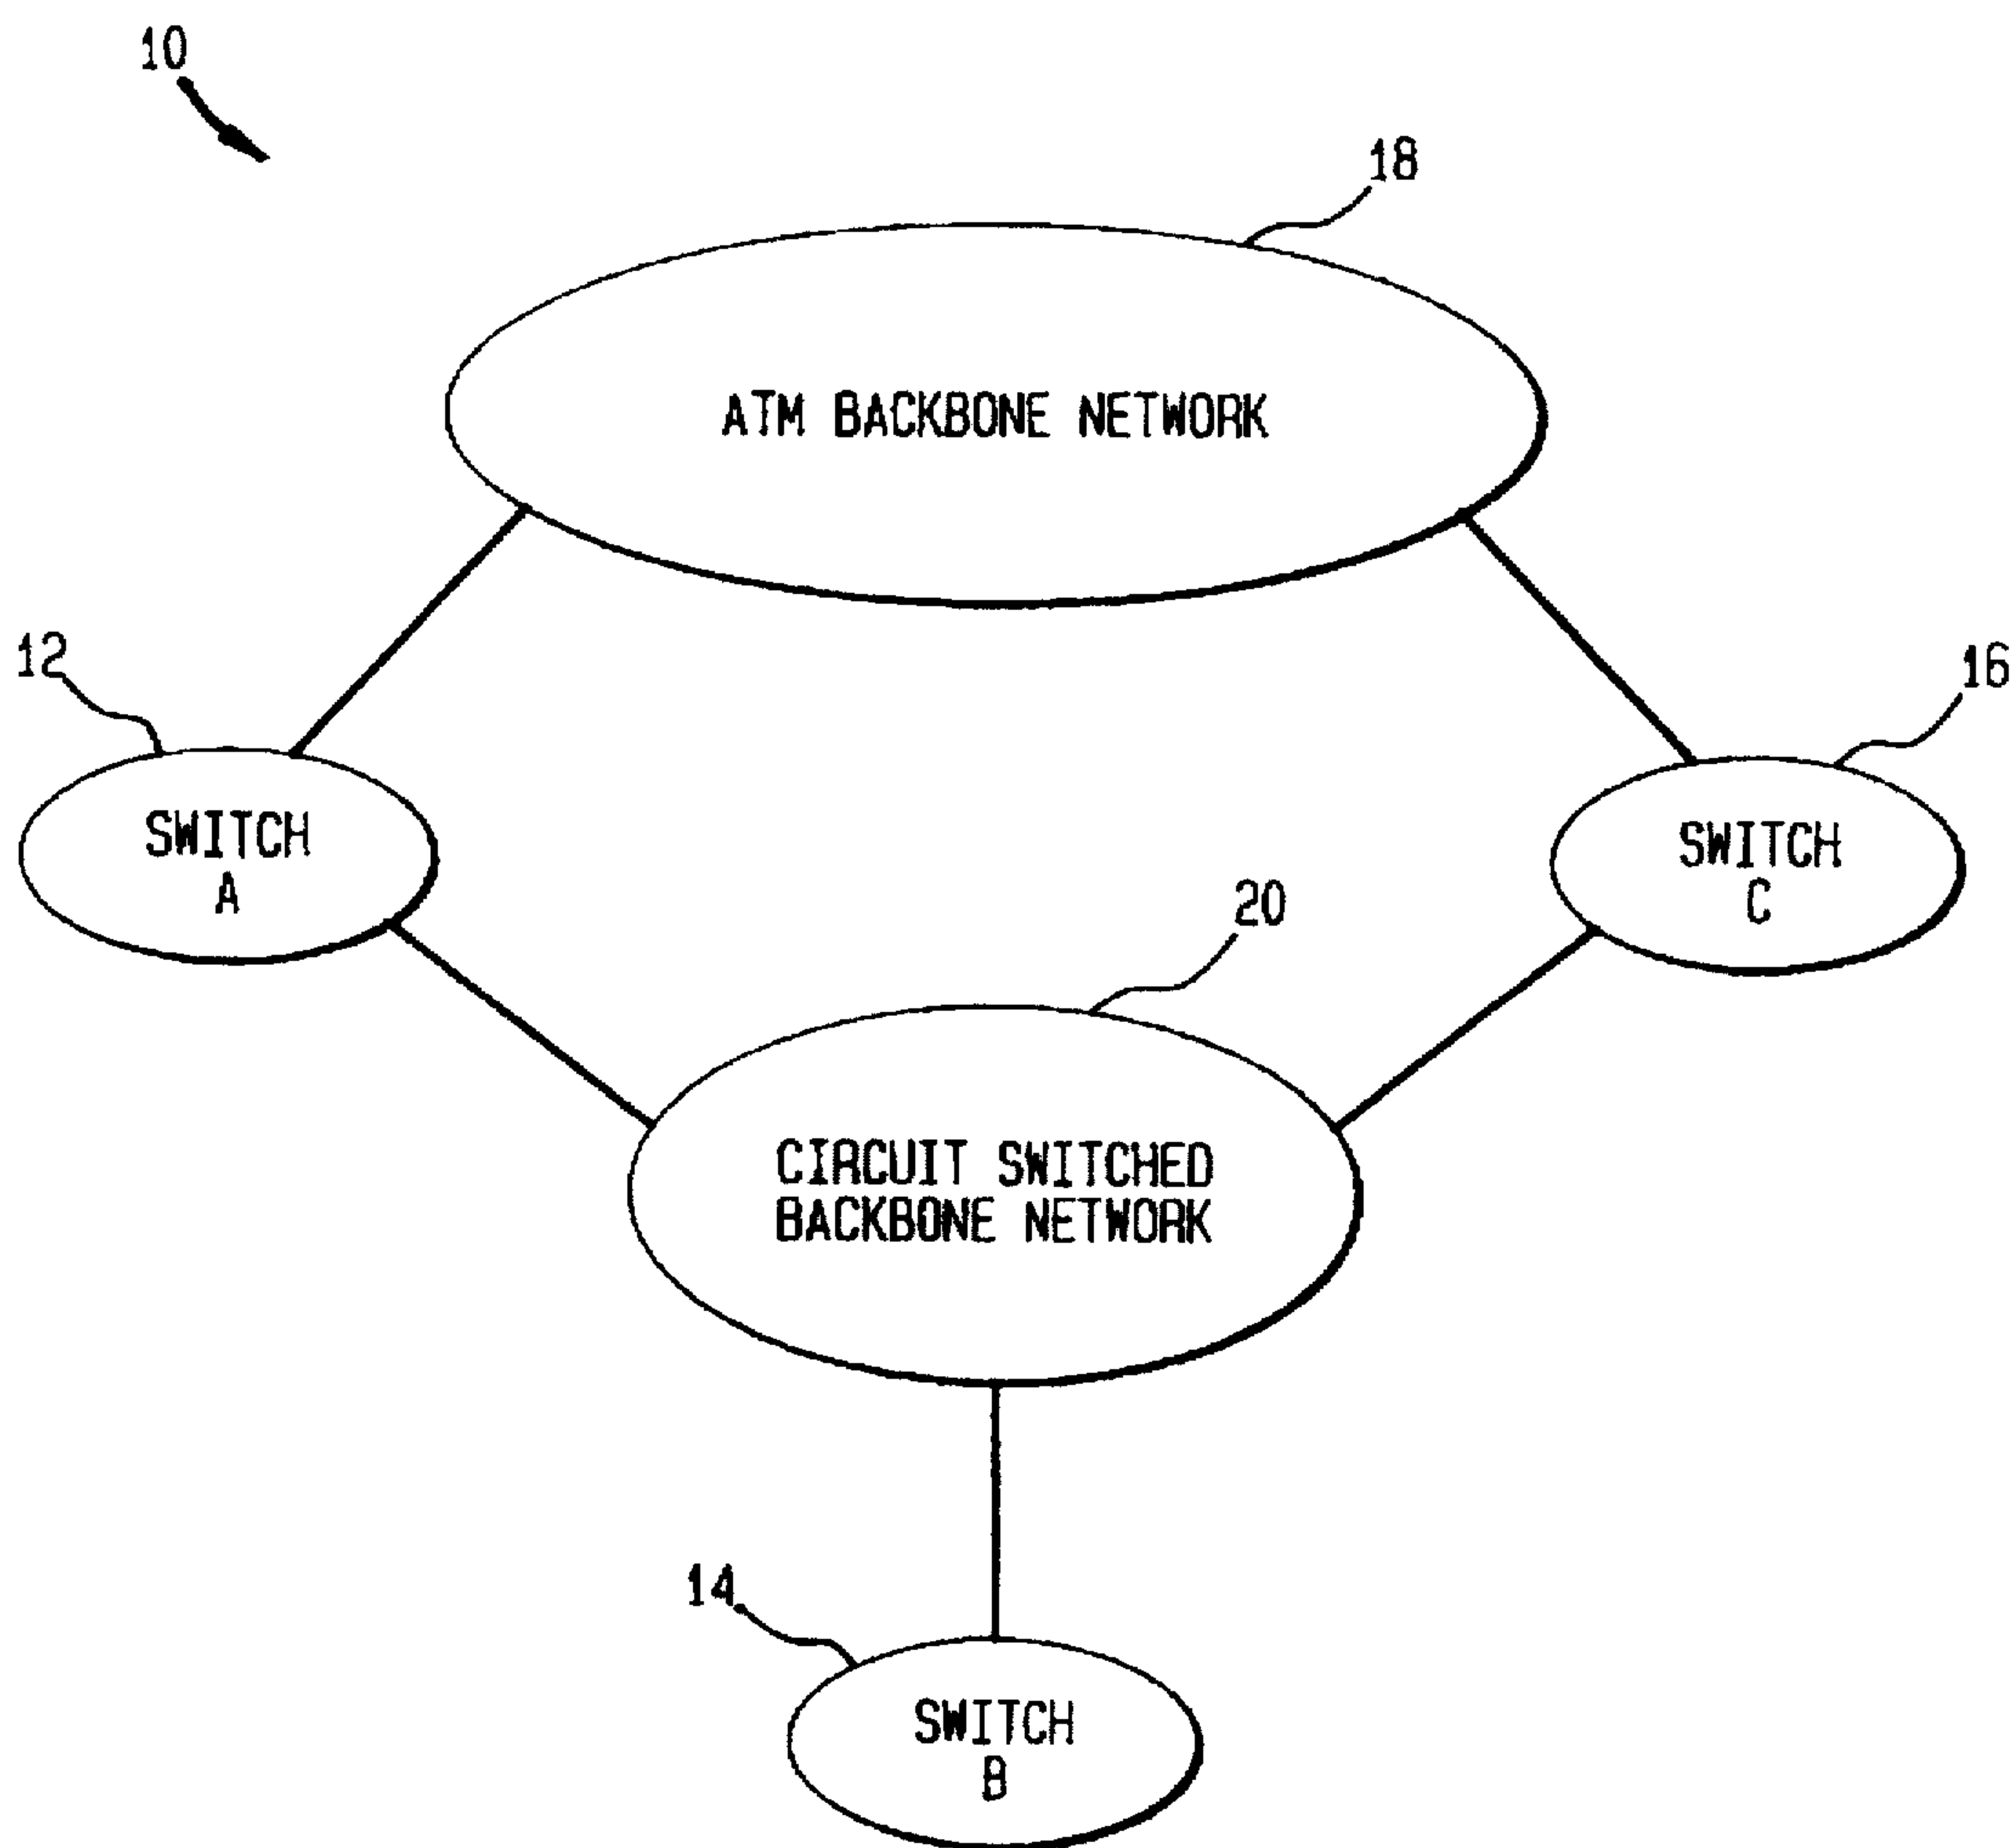 10
18
ATM BACKBONE NETWORK
12
16
SWITCH
A
SWITCH
C
20
CIRCUIT SWITCHED
BACKBONE NETWORK
14
SWITCH
B